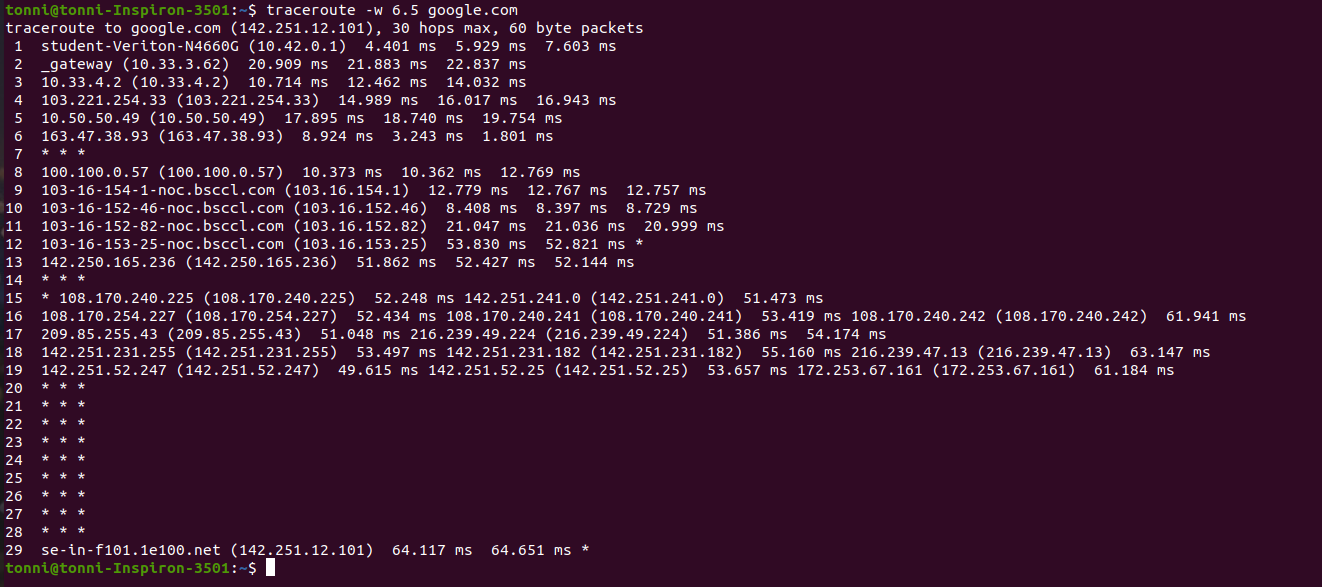 tonni@tonni-Inspiron-3501:~$ traceroute -w 6.5 google.com
traceroute to google.com (142.251.12.101), 30 hops max, 60 byte packets
 1  student-Veriton-N4660G (10.42.0.1)  4.401 ms  5.929 ms  7.603 ms
 2  _gateway (10.33.3.62)  20.909 ms  21.883 ms  22.837 ms
 3  10.33.4.2 (10.33.4.2)  10.714 ms  12.462 ms  14.032 ms
 4  103.221.254.33 (103.221.254.33)  14.989 ms  16.017 ms  16.943 ms
 5  10.50.50.49 (10.50.50.49)  17.895 ms  18.740 ms  19.754 ms
 6  163.47.38.93 (163.47.38.93)  8.924 ms  3.243 ms  1.801 ms
 7  * * *
 8  100.100.0.57 (100.100.0.57)  10.373 ms  10.362 ms  12.769 ms
 9  103-16-154-1-noc.bsccl.com (103.16.154.1)  12.779 ms  12.767 ms  12.757 ms
10  103-16-152-46-noc.bsccl.com (103.16.152.46)  8.408 ms  8.397 ms  8.729 ms
11  103-16-152-82-noc.bsccl.com (103.16.152.82)  21.047 ms  21.036 ms  20.999 ms
12  103-16-153-25-noc.bsccl.com (103.16.153.25)  53.830 ms  52.821 ms *
13  142.250.165.236 (142.250.165.236)  51.862 ms  52.427 ms  52.144 ms
14  * * *
15  * 108.170.240.225 (108.170.240.225)  52.248 ms 142.251.241.0 (142.251.241.0)  51.473 ms
16  108.170.254.227 (108.170.254.227)  52.434 ms 108.170.240.241 (108.170.240.241)  53.419 ms 108.170.240.242 (108.170.240.242)  61.941 ms
17  209.85.255.43 (209.85.255.43)  51.048 ms 216.239.49.224 (216.239.49.224)  51.386 ms  54.174 ms
18  142.251.231.255 (142.251.231.255)  53.497 ms 142.251.231.182 (142.251.231.182)  55.160 ms 216.239.47.13 (216.239.47.13)  63.147 ms
19  142.251.52.247 (142.251.52.247)  49.615 ms 142.251.52.25 (142.251.52.25)  53.657 ms 172.253.67.161 (172.253.67.161)  61.184 ms
20  * * *
21  * * *
22  * * *
23  * * *
24  * * *
25  * * *
26  * * *
27  * * *
28  * * *
29  se-in-f101.1e100.net (142.251.12.101)  64.117 ms  64.651 ms *
tonni@tonni-Inspiron-3501:~$